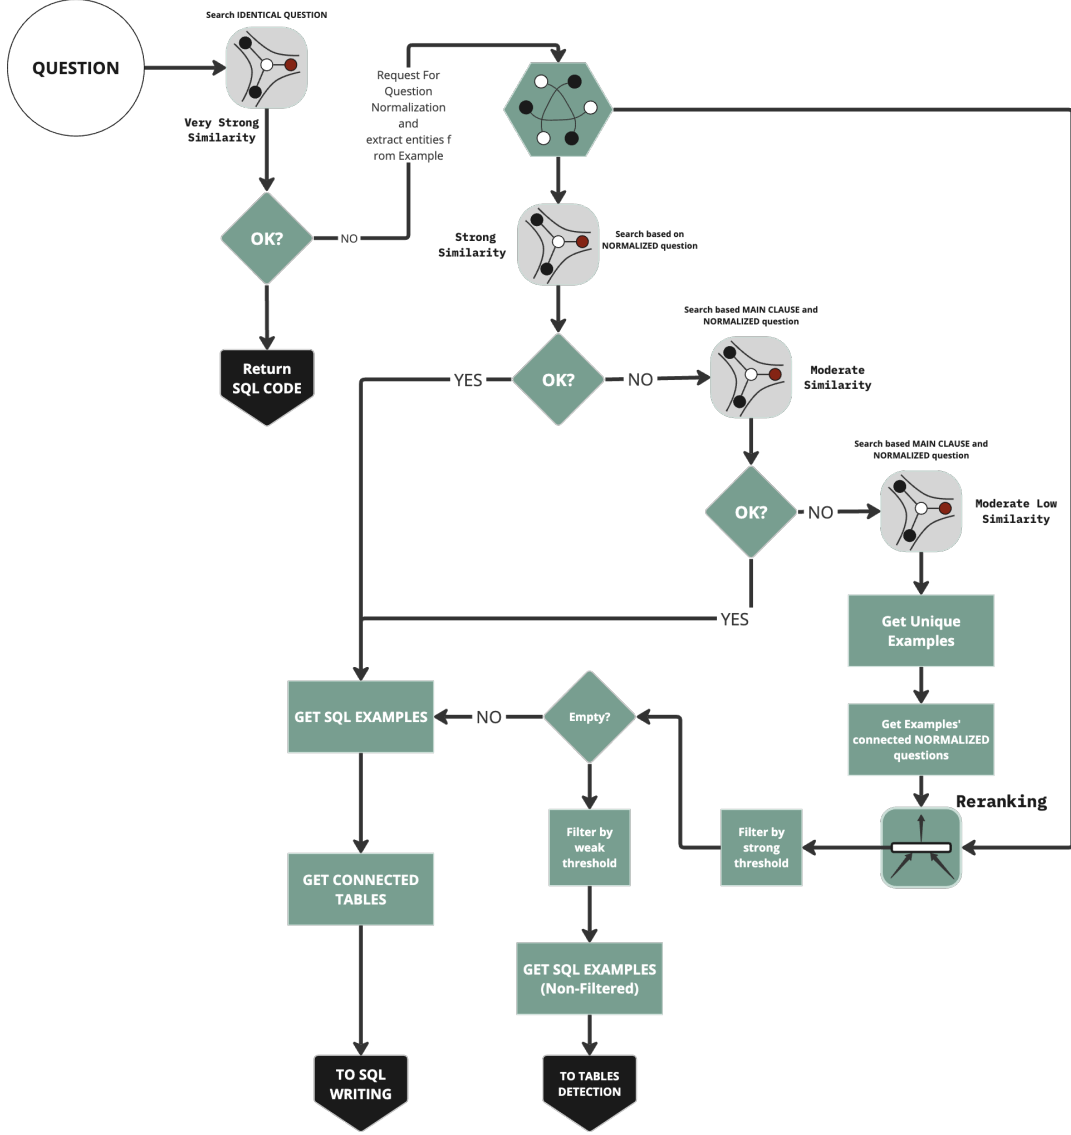 Search IDENTICAL QUESTION
QUESTION
Very Strong
Similarity
OK?
NO
Return
SQL CODE
Request For
Question
Normalization
and
extract entities f
rom Example
Strong
Similarity
Search based on
NORMALIZED question
OK?
YES
NO
Search based MAIN CLAUSE and
NORMALIZED question
Moderate
Similarity
OK?
NO
YES
Search based MAIN CLAUSE and
NORMALIZED question
Moderate Low
Similarity
Get Unique
Examples
Get Examples'
connected NORMALIZED
questions
Reranking
Filter by
strong
threshold
Empty?
NO
GET SQL EXAMPLES
Filter by
weak
threshold
GET CONNECTED
TABLES
GET SQL EXAMPLES
(Non-Filtered)
TO SQL
WRITING
TO TABLES
DETECTION